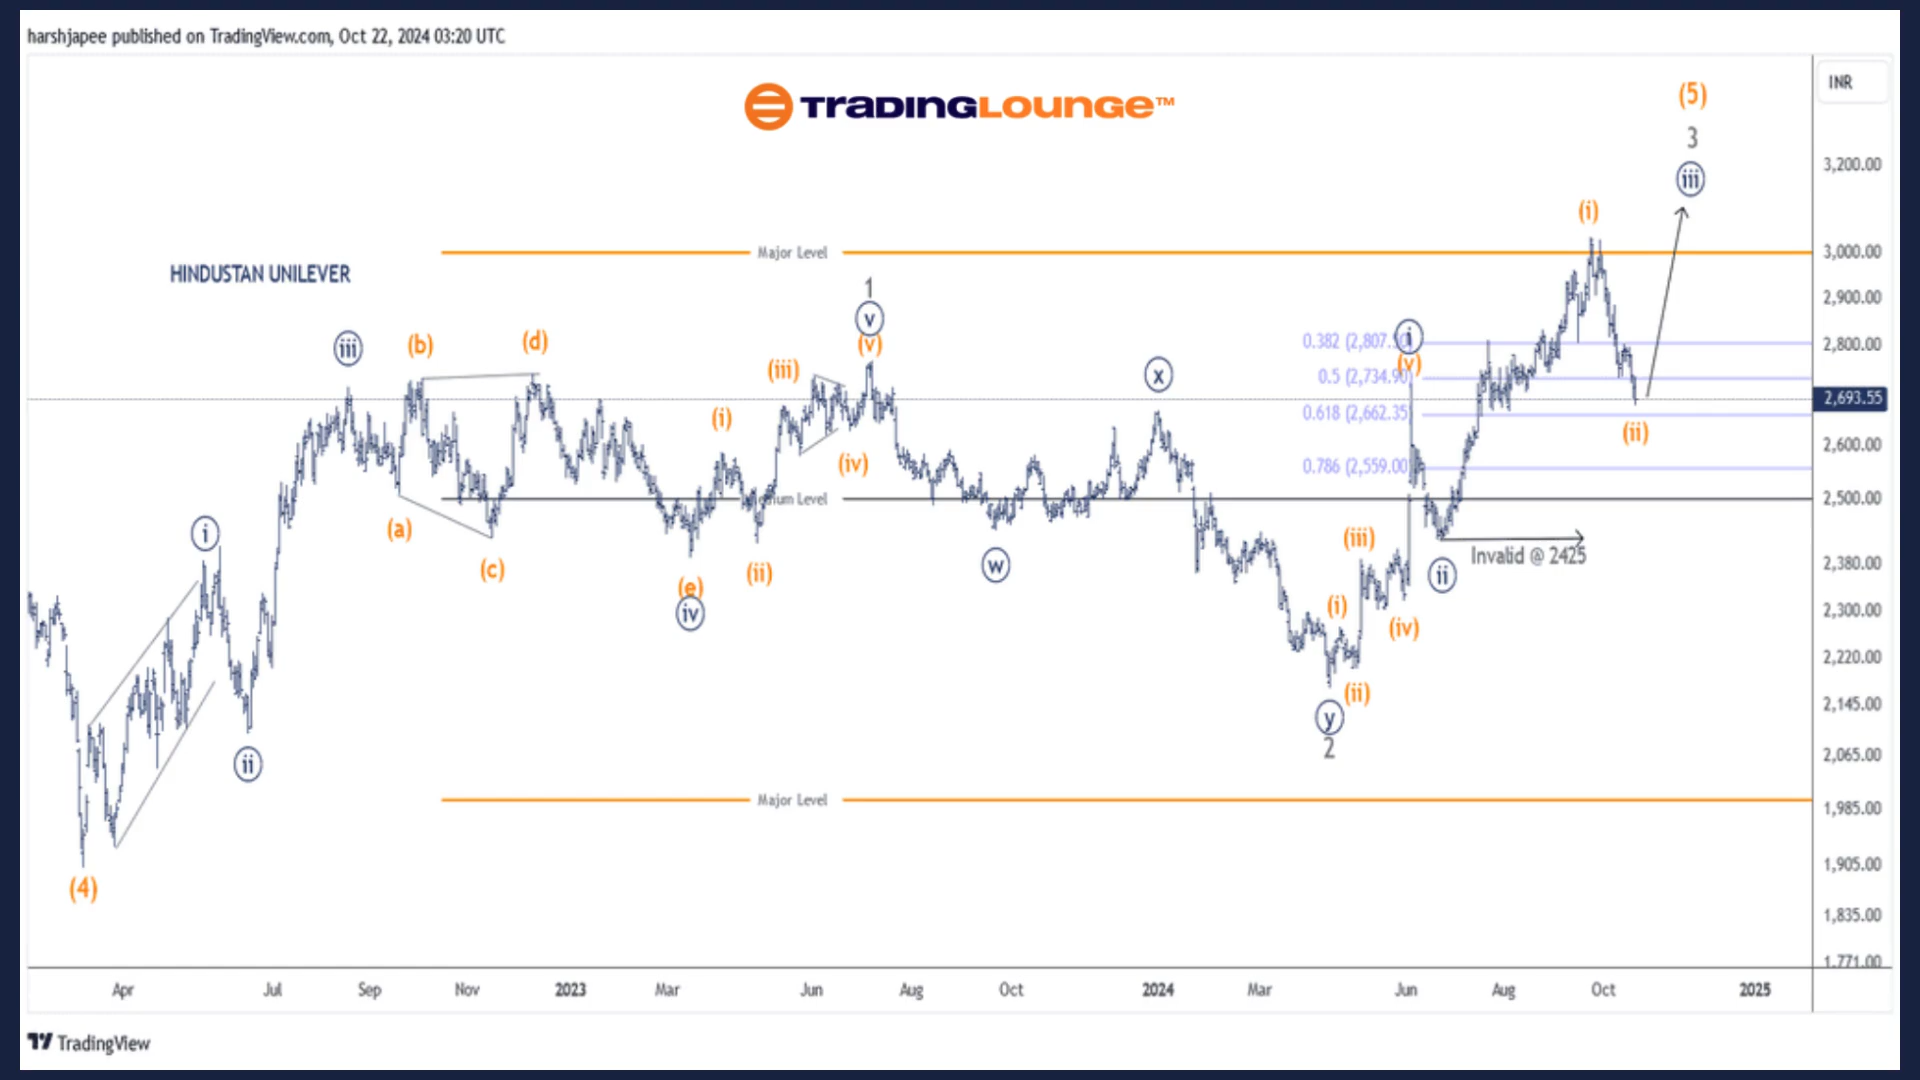 harshjapee published on TradingView.com, Oct 22, 2024 03:20 UTC
TRADINGLOUNGE™
INR
(5)
3
iii
3,200.00
(i)
Major Level
3,000.00
HINDUSTAN UNILEVER
2,900.00
1
v
(v)
iii
(b)
(d)
0.382 (2,807.
i
(v)
2,800.00
(iii)
x
0.5 (2,734.90)
2,693.55
(i)
0.618 (2,662.35)
(ii)
2,600.00
(iv)
0.786 (2,559.00)
Level
2,500.00
i
(a)
(iii)
Invalid @ 2425
2,380.00
(c)
(ii)
w
ii
(e)
iv
(i)
2,300.00
(iv)
2,220.00
(ii)
2,145.00
y
2
ii
2,065.00
Major Level
1,985.00
(4)
1,905.00
1,835.00
1,771.00
Apr Jul Sep Nov 2023 Mar Jun Aug Oct 2024 Mar Jun Aug Oct 2025
TradingView